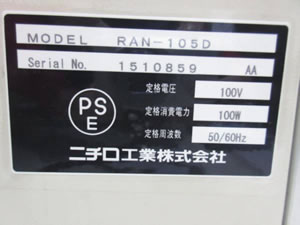 MODEL RAN-105D
Serial No. 1510859 AA
定格電圧 100V
定格消費電力 100W
定格周波数 50/60Hz
PS
E
ニチロ工業株式会社